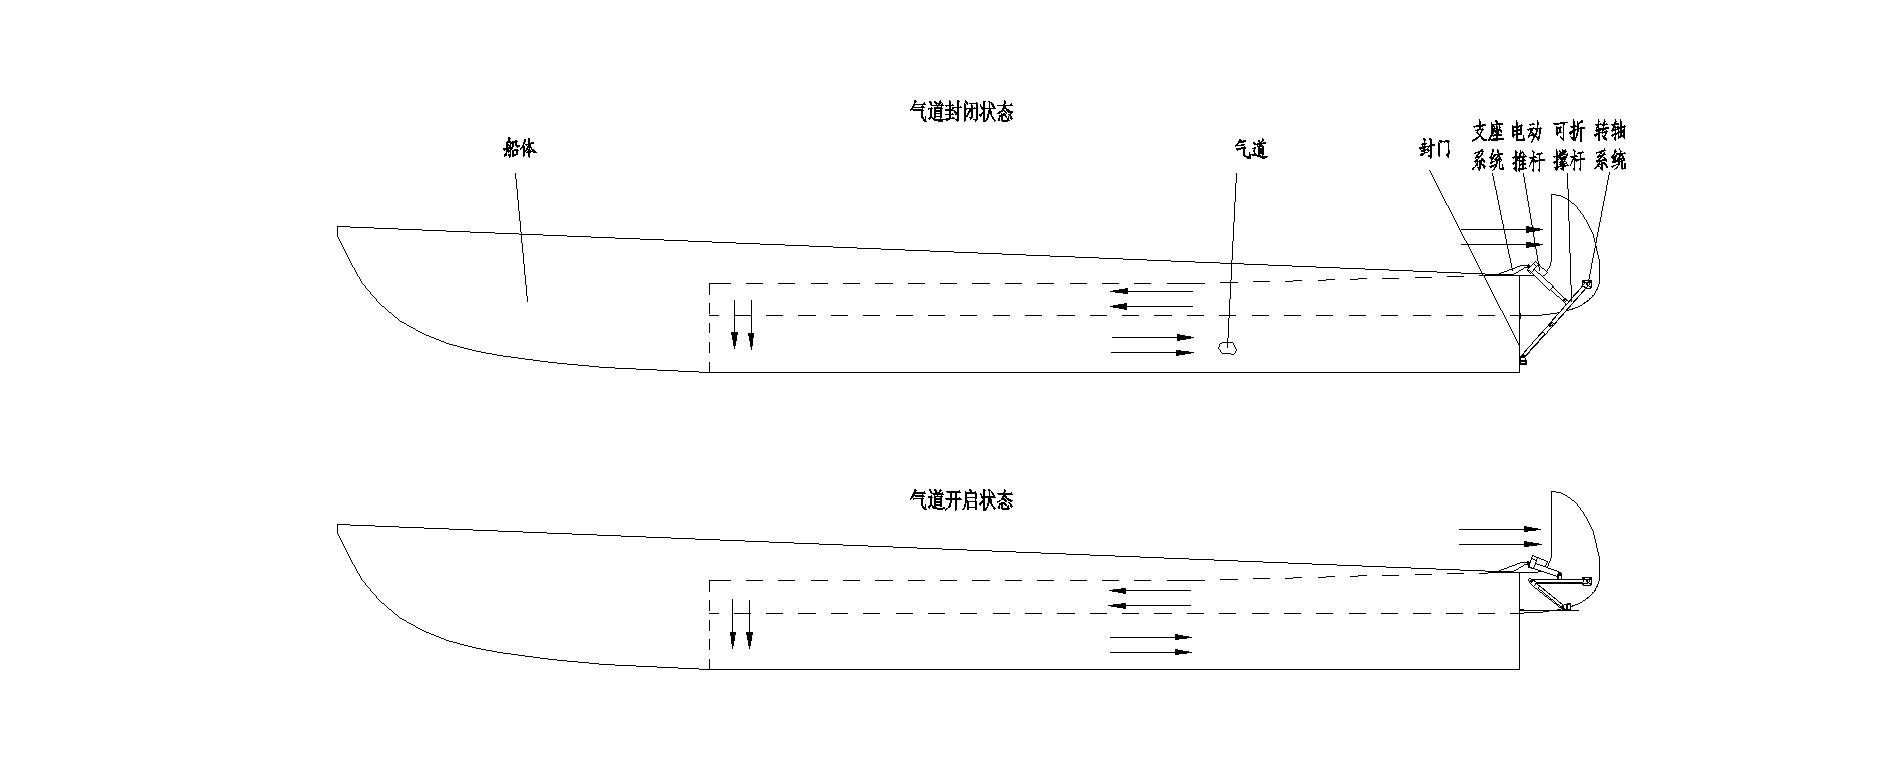 气道封闭状态
船体
气道
封门
支座 电动 可折 转轴
系统 推杆 撑杆 系统
气道开启状态